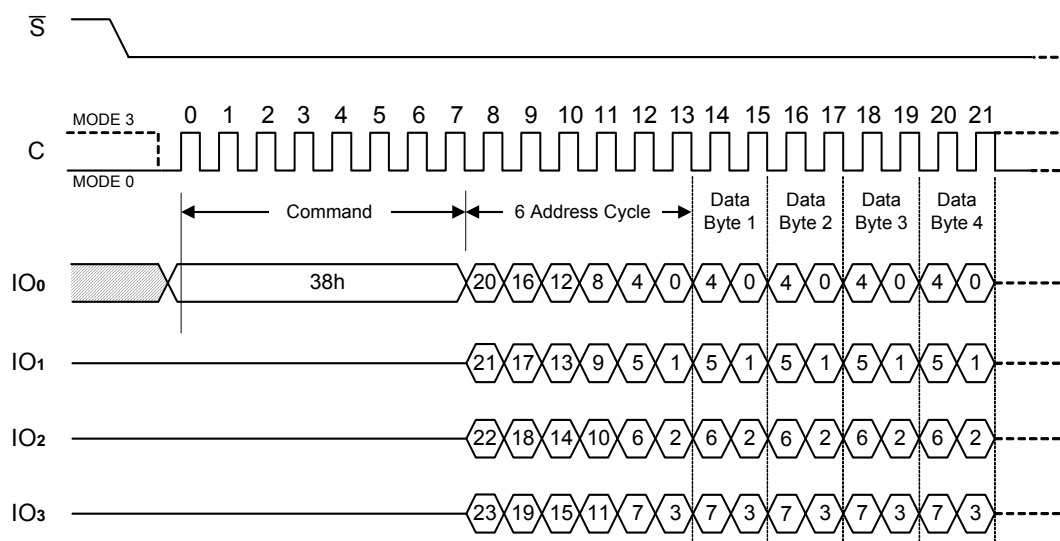 S
0 1 2 3 4 5 6 7 8 9 10 11 12 13 14 15 16 17 18 19 20 21
MODE 3
C
MODE 0
Command
6 Address Cycle
Data Byte 1
Data Byte 2
Data Byte 3
Data Byte 4
IO0 38h 20 16 12 8 4 0 4 0 4 0 4 0 4 0
IO1 21 17 13 9 5 1 5 1 5 1 5 1 5 1
IO2 22 18 14 10 6 2 6 2 6 2 6 2 6 2
IO3 23 19 15 11 7 3 7 3 7 3 7 3 7 3